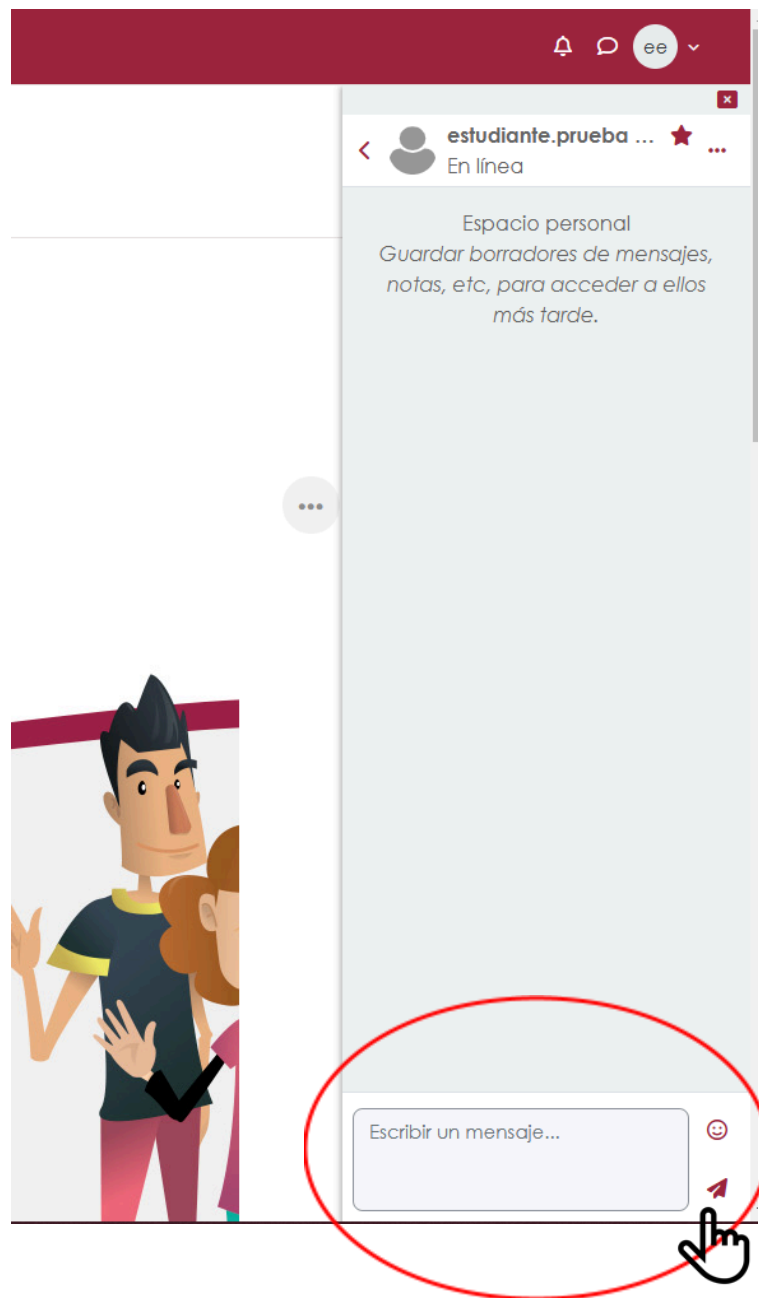 ee
estudiante.prueba ...
En línea
Espacio personal
Guardar borradores de mensajes,
notas, etc, para acceder a ellos
más tarde.
Escribir un mensaje...